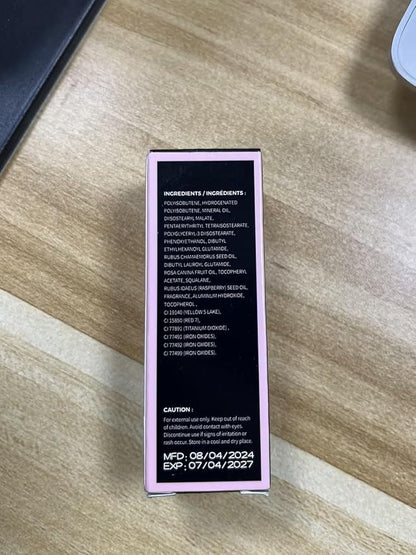 INGREDIENTS / INGRÉDIENTS :
POLYISOBUTENE, HYDROGENATED
POLYISOBUTENE, MINERAL OIL,
DIISOSTEARYL MALATE,
PENTAERYTHRITYL TETRAISOSTEARATE,
POLYGLYCERYL-3 DIISOSTEARATE,
PHENOXYETHANOL, DIBUTYL
ETHYLHEXANOYL GLUTAMIDE,
RUBUS CHAMAEMORUS SEED OIL,
DIBUTYL LAUROYL GLUTAMIDE,
ROSA CANINA FRUIT OIL, TOCOPHERYL
ACETATE, SQUALANE,
RUBUS IDAEUS (RASPBERRY) SEED OIL,
FRAGRANCE, ALUMINUM HYDROXIDE,
TOCOPHEROL .
CI 19140 (YELLOW 5 LAKE),
CI 15850 (RED 7),
CI 77891 (TITANIUM DIOXIDE) ,
CI 77491 (IRON OXIDES),
CI 77492 (IRON OXIDES),
CI 77499 (IRON OXIDES).
CAUTION :
For external use only. Keep out of reach
of children. Avoid contact with eyes.
Discontinue use if signs of irritation or
rash occur. Store in a cool and dry place.
MFD: 08/04/2024
EXP: 07/04/2027